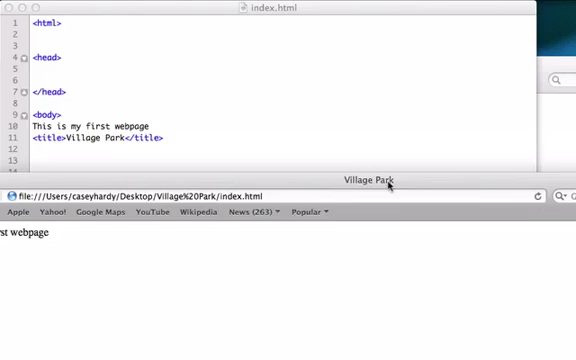 index.html
1 <html>
2
3
4 <head>
5
6
7 </head>
8
9 <body>
10 This is my first webpage
11 <title>Village Park</title>
12
13
14
Village Park
file:///Users/caseyhardy/Desktop/Village%20Park/index.html
Apple Yahoo! Google Maps YouTube Wikipedia News (263) Popular
rst webpage